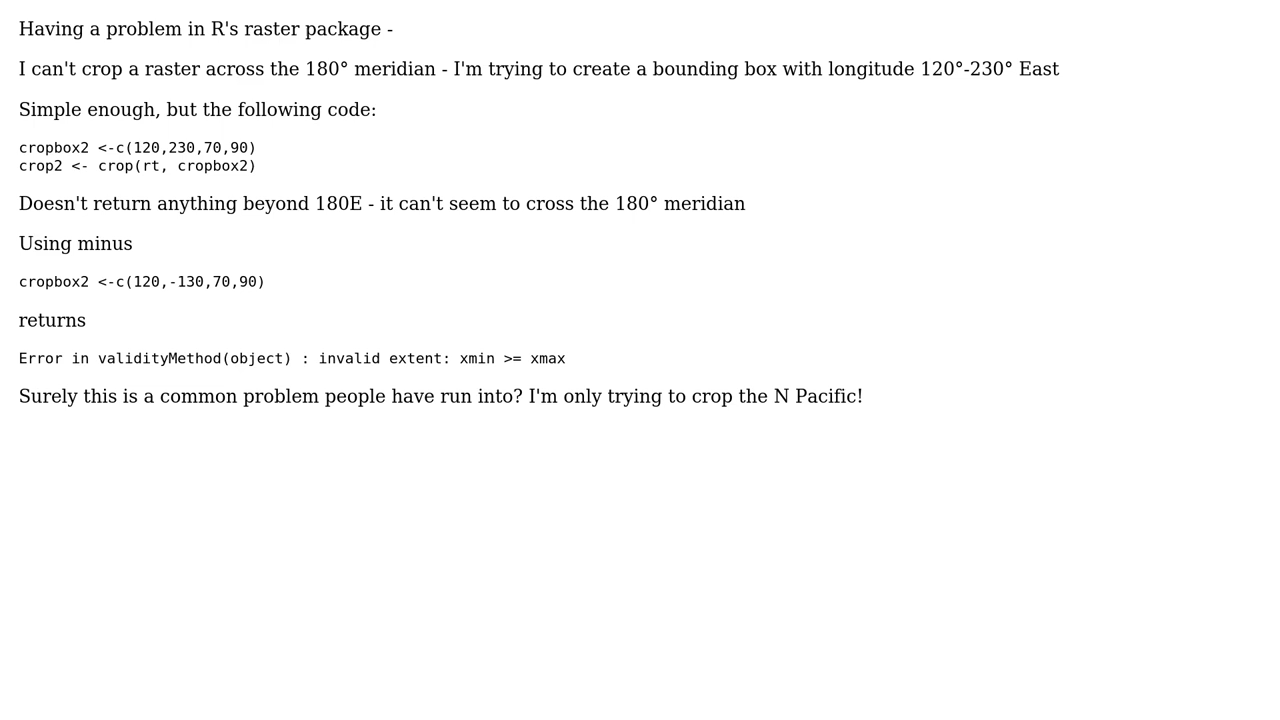 Having a problem in R's raster package -
I can't crop a raster across the 180° meridian - I'm trying to create a bounding box with longitude 120°-230° East
Simple enough, but the following code:
cropbox2 <-c(120,230,70,90)
crop2 <- crop(rt, cropbox2)
Doesn't return anything beyond 180E - it can't seem to cross the 180° meridian
Using minus
cropbox2 <-c(120,-130,70,90)
returns
Error in validityMethod(object) : invalid extent: xmin >= xmax
Surely this is a common problem people have run into? I'm only trying to crop the N Pacific!